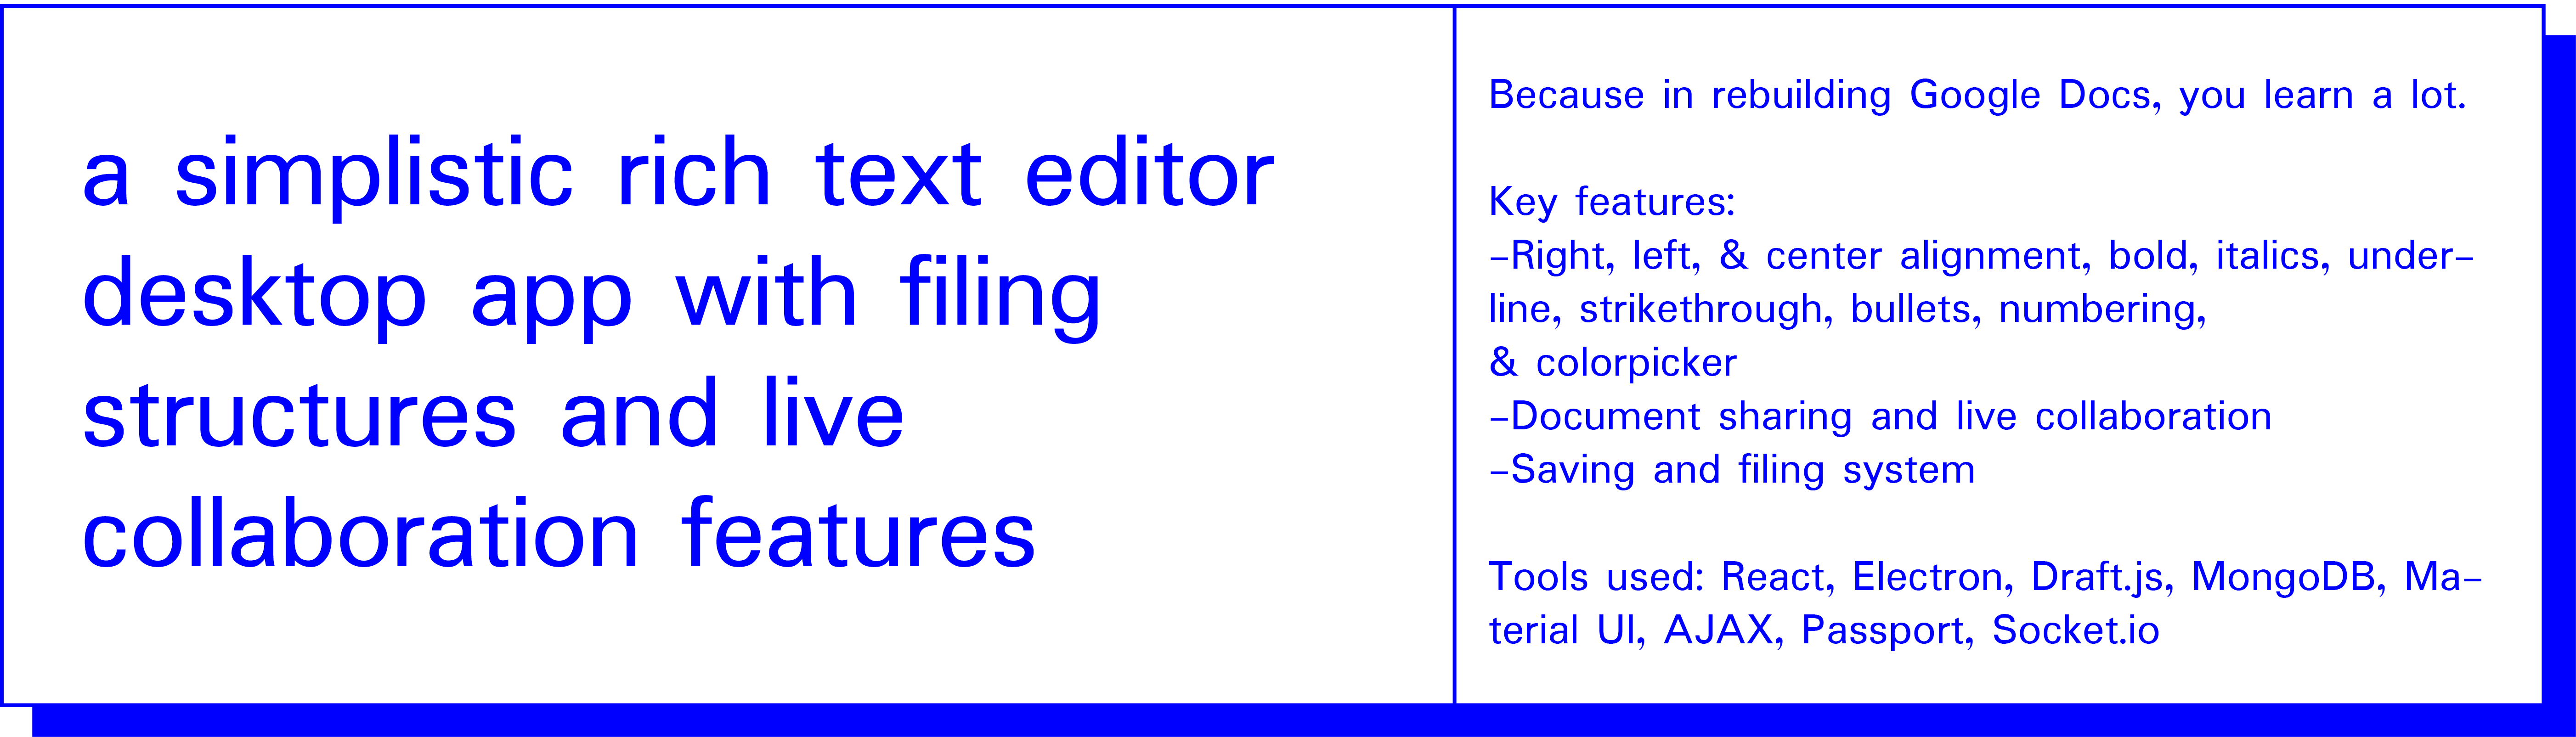 a simplistic rich text editor
desktop app with filing
structures and live
collaboration features
Because in rebuilding Google Docs, you learn a lot.
Key features:
–Right, left, & center alignment, bold, italics, under–
line, strikethrough, bullets, numbering,
& colorpicker
–Document sharing and live collaboration
–Saving and filing system
Tools used: React, Electron, Draft.js, MongoDB, Ma–
terial UI, AJAX, Passport, Socket.io